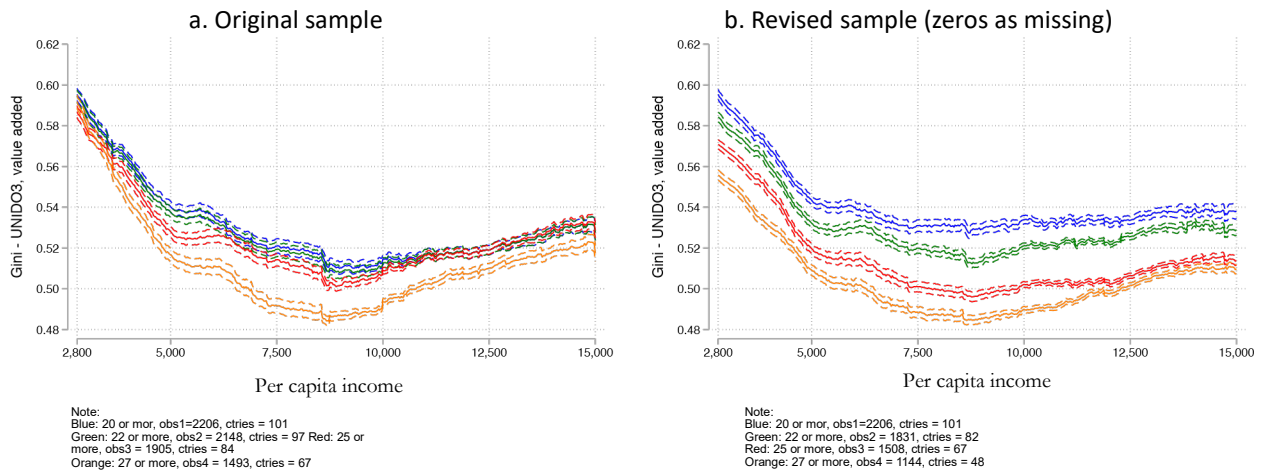 a. Original sample
0.62
0.60
0.58
0.56
0.54
0.52
0.50
0.48
Gini - UNIDO3, value added
2,800 5,000 7,500 10,000 12,500 15,000
Per capita income
Note:
Blue: 20 or mor, obs1=2206, ctries = 101
Green: 22 or more, obs2 = 2148, ctries = 97 Red: 25 or
more, obs3 = 1905, ctries = 84
Orange: 27 or more, obs4 = 1493, ctries = 67
b. Revised sample (zeros as missing)
0.62
0.60
0.58
0.56
0.54
0.52
0.50
0.48
Gini - UNIDO3, value added
2,800 5,000 7,500 10,000 12,500 15,000
Per capita income
Note:
Blue: 20 or mor, obs1=2206, ctries = 101
Green: 22 or more, obs2 = 1831, ctries = 82
Red: 25 or more, obs3 = 1508, ctries = 67
Orange: 27 or more, obs4 = 1144, ctries = 48